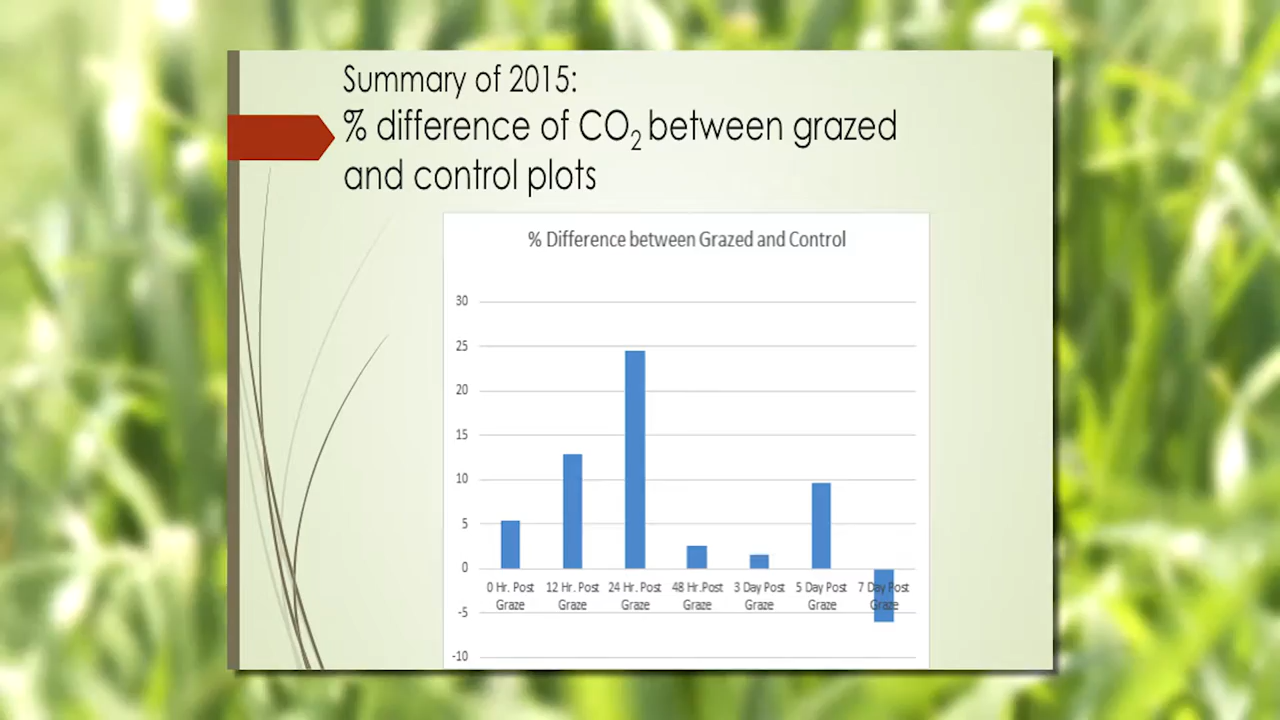 Summary of 2015:
% difference of CO₂ between grazed
and control plots
% Difference between Grazed and Control
30
25
20
15
10
5
0
-5
-10
0 Hr. Post Graze
12 Hr. Post Graze
24 Hr. Post Graze
48 Hr.Post Graze
3 Day Post Graze
5 Day Post Graze
7 Day Post Graze